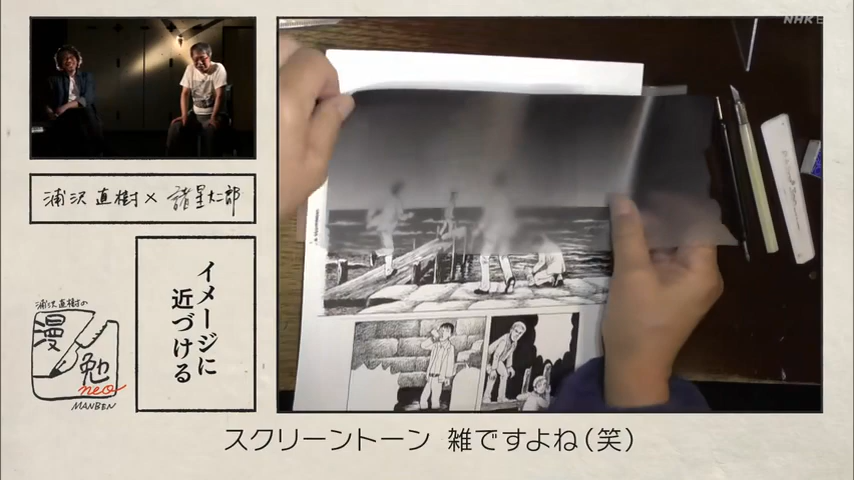 NHK E
浦沢直樹×諸星大二郎
イメージに
近づける
浦沢直樹の
漫勉
neo
MANBEN
スクリーントーン 雑ですよね(笑)